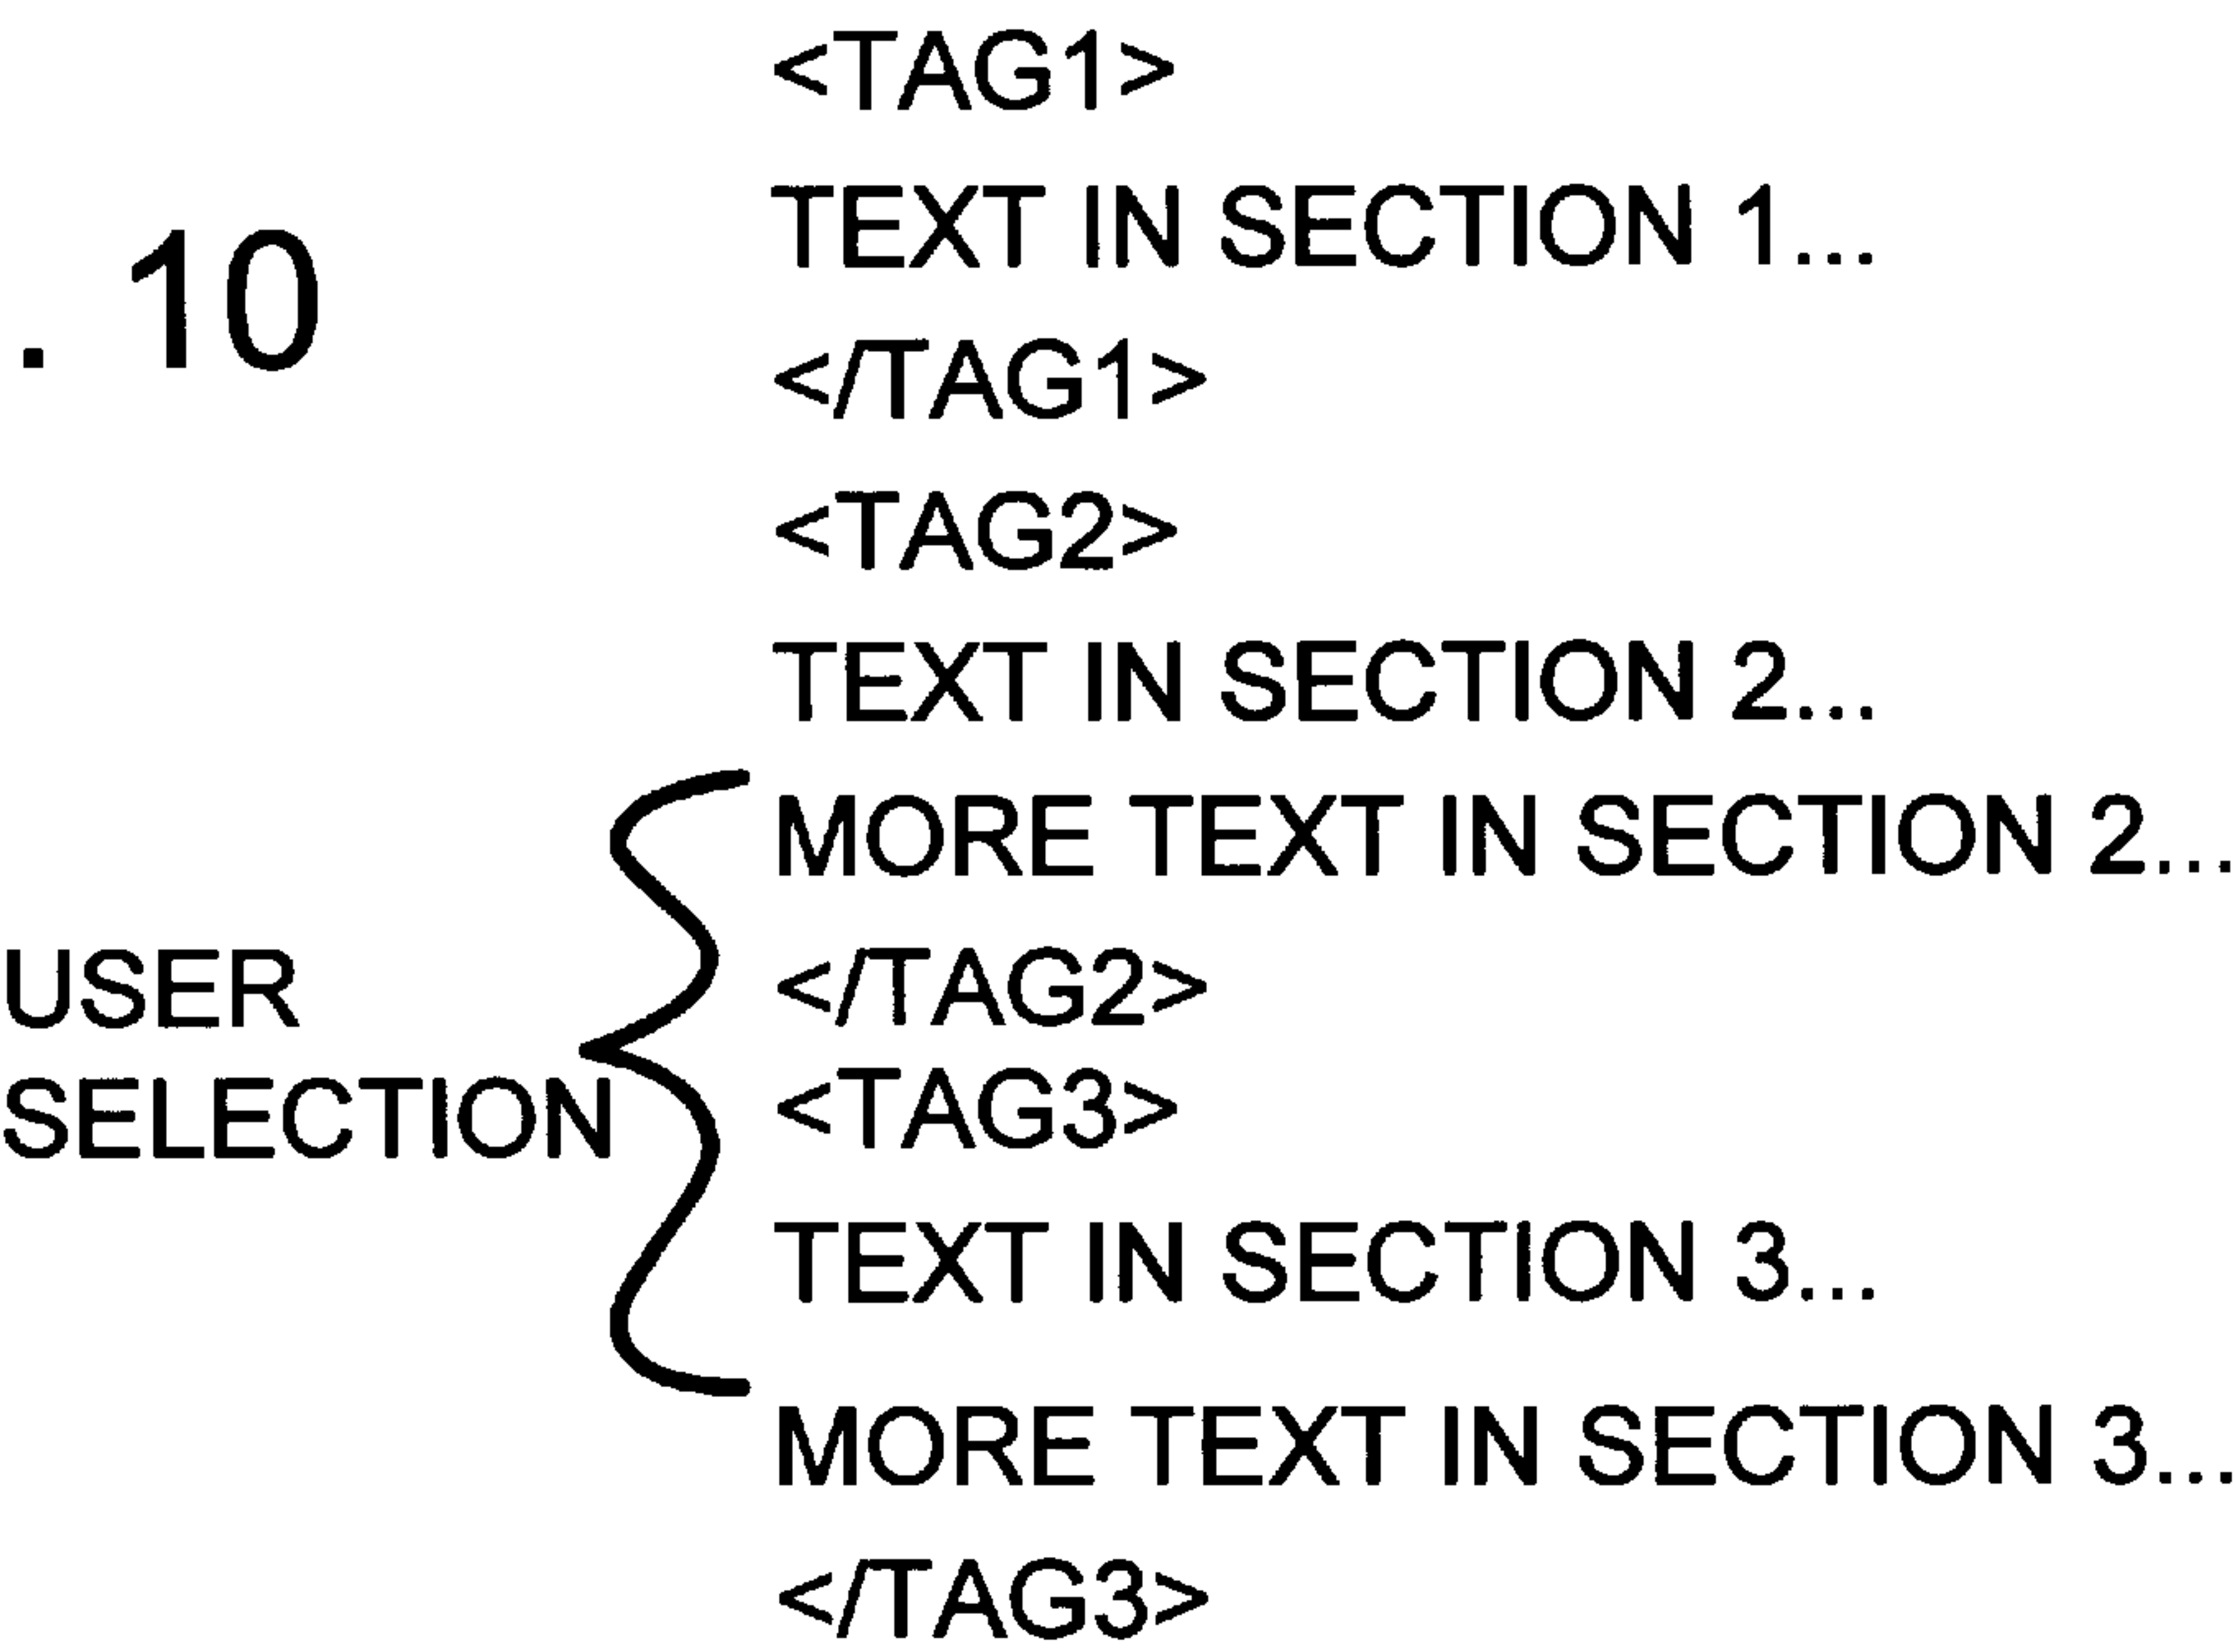 <TAG1>
TEXT IN SECTION 1...
. 10
</TAG1>
<TAG2>
TEXT IN SECTION 2...
MORE TEXT IN SECTION 2...
</TAG2>
USER
SELECTION
<TAG3>
TEXT IN SECTION 3...
MORE TEXT IN SECTION 3...
</TAG3>